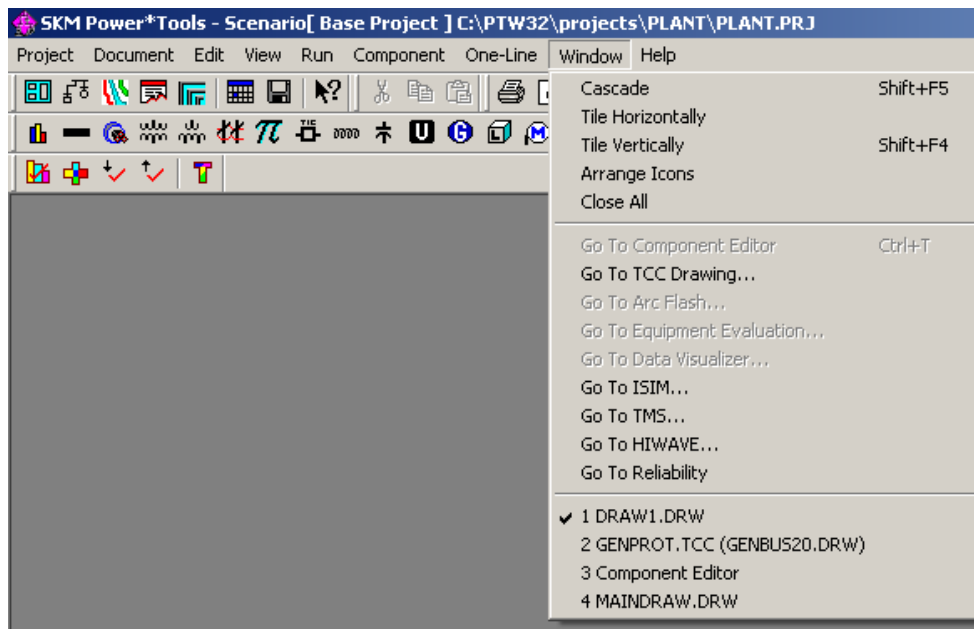 SKM Power*Tools - Scenario[ Base Project ] C:\PTW32\projects\PLANT\PLANT.PRJ
Project Document Edit View Run Component One-Line Window Help
Cascade Shift+F5
Tile Horizontally
Tile Vertically Shift+F4
Arrange Icons
Close All
Go To Component Editor Ctrl+T
Go To TCC Drawing...
Go To Arc Flash...
Go To Equipment Evaluation...
Go To Data Visualizer...
Go To ISIM...
Go To TMS...
Go To HIWAVE...
Go To Reliability
1 DRAW1.DRW
2 GENPROT.TCC (GENBUS20.DRW)
3 Component Editor
4 MAINDRAW.DRW